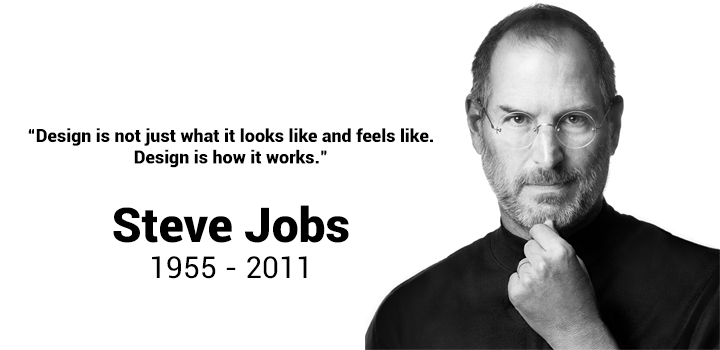 “Design is not just what it looks like and feels like.
Design is how it works.”
Steve Jobs
1955 - 2011